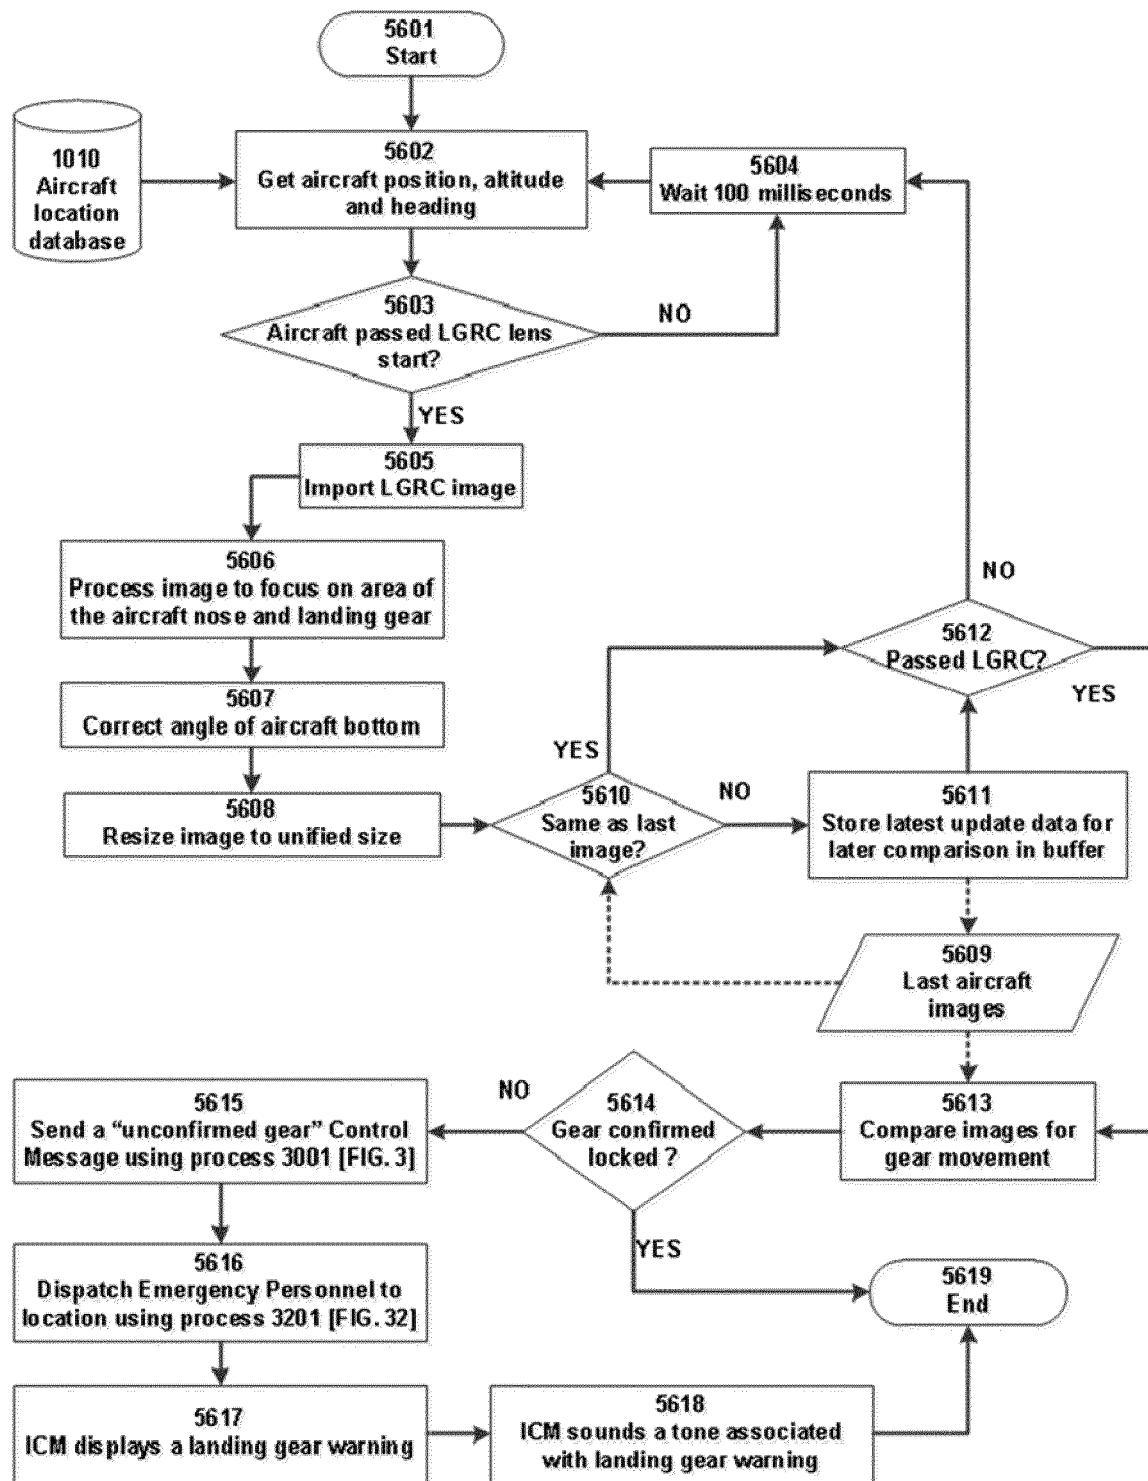 5601
Start
1010
Aircraft
location
database
5602
Get aircraft position, altitude
and heading
5604
Wait 100 milliseconds
5603
Aircraft passed LGRC lens
start?
NO
YES
5605
Import LGRC image
5606
Process image to focus on area of
the aircraft nose and landing gear
5607
Correct angle of aircraft bottom
5608
Resize image to unified size
5610
Same as last
image?
YES
NO
5612
Passed LGRC?
NO
YES
5611
Store latest update data for
later comparison in buffer
5609
Last aircraft
images
5613
Compare images for
gear movement
5614
Gear confirmed
locked ?
NO
YES
5615
Send a “unconfirmed gear” Control
Message using process 3001 [FIG. 3]
5616
Dispatch Emergency Personnel to
location using process 3201 [FIG. 32]
5617
ICM displays a landing gear warning
5618
ICM sounds a tone associated
with landing gear warning
5619
End